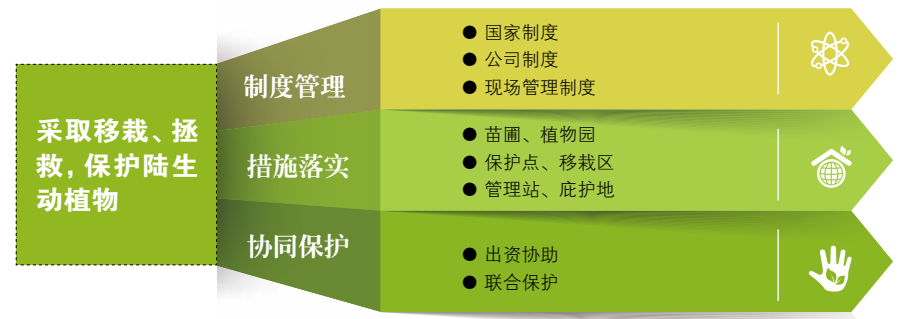 采取移栽、拯
救，保护陆生
动植物
制度管理
● 国家制度
● 公司制度
● 现场管理制度
措施落实
● 苗圃、植物园
● 保护点、移栽区
● 管理站、庇护地
协同保护
● 出资协助
● 联合保护